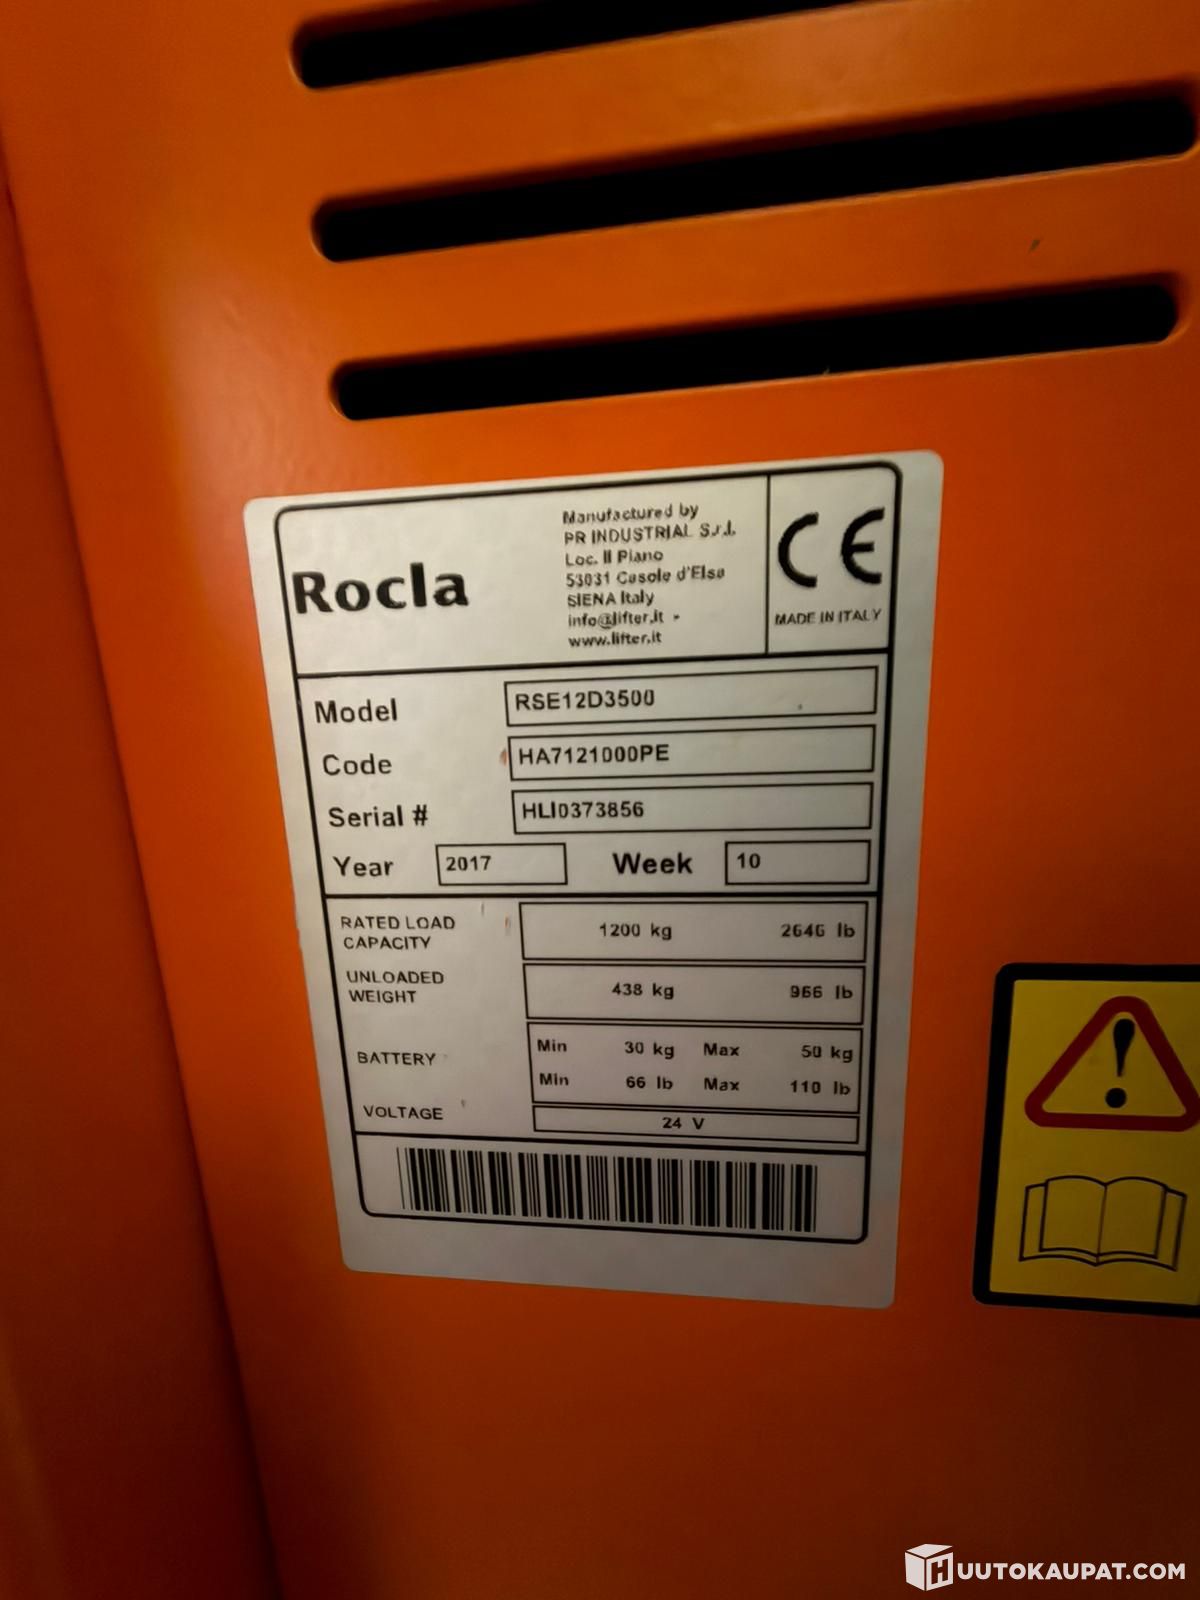 Rocla
Manufactured by
PR INDUSTRIAL S.r.l.
Loc. Il Piano
53031 Casole d'Elsa
SIENA Italy
info@lifter.it -
www.lifter.it
CE
MADE IN ITALY
Model RSE12D3500
Code HA7121000PE
Serial # HLI0373856
Year 2017 Week 10
RATED LOAD CAPACITY 1200 kg 2646 lb
UNLOADED WEIGHT 438 kg 966 lb
BATTERY Min 30 kg Max 50 kg
Min 66 lb Max 110 lb
VOLTAGE 24 V
!
HUUTOKAUPAT.COM